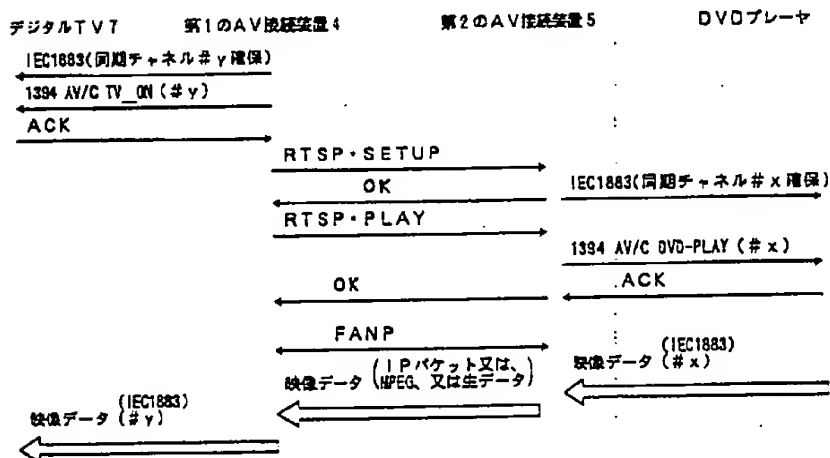 デジタルTV7 第1のAV接続装置4 第2のAV接続装置5 DVDプレーヤ
IEC1883(同期チャネル#y確保)
1394 AV/C TV_ON (#y)
ACK
RTSP・SETUP
OK
IEC1883(同期チャネル#x確保)
RTSP・PLAY
1394 AV/C DVD-PLAY (#x)
OK
ACK
FANP
映像データ (IPパケット又は、
MPEG、又は生データ)
(IEC1883)
映像データ (#x)
(IEC1883)
映像データ (#y)